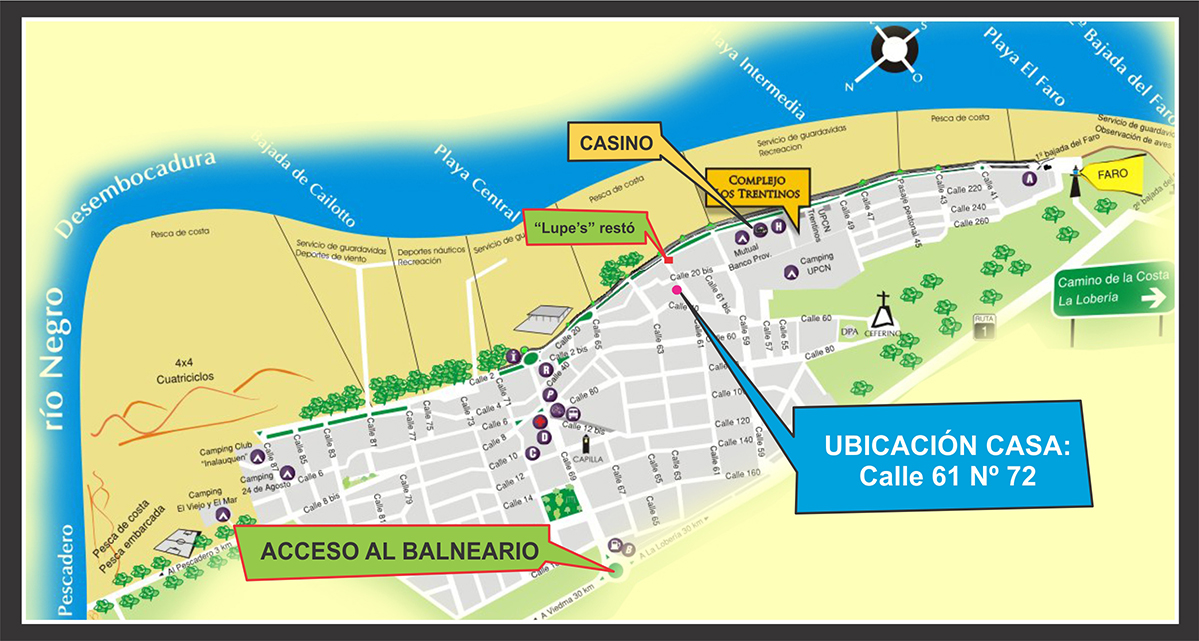 Desembocadura
Bajada de Cailotto
Playa Central
Playa Intermedia
Playa El Faro
2º Bajada del Faro
N
S
O
río Negro
Pescadero
Pesca de costa
Servicio de guardavidas
Deportes de viento
Deportes náuticos
Recreación
Pesca de costa
Servicio de guardavidas
Recreacion
Pesca de costa
Servicio de guardavidas
Observación de aves
1º bajada del Faro
FARO
CASINO
COMPLEJO
LOS TRENTINOS
"Lupe's" restó
Mutual
Banco Prov.
H
UPCN
Trentinos
Camping
UPCN
A
Calle 49
Calle 47
Pasaje peatonal 45
Calle 43
Calle 41
Calle 220
Calle 240
Calle 260
Camino de la Costa
La Lobería
RUTA
1
DPA
CEFERINO
Calle 60
Calle 80
Calle 20 bis
Calle 61 bis
Calle 61
Calle 60
Calle 59
Calle 57
Calle 55
Calle 63
Calle 65
Calle 20
Calle 2 bis
Calle 40
Calle 80
Calle 12 bis
i
R
P
D
C
CAPILLA
Calle 2
Calle 4
Calle 6
Calle 8
Calle 10
Calle 12
Calle 14
Calle 71
Calle 73
Calle 75
Calle 77
Calle 81
Calle 79
Calle 81
Calle 83
Calle 85
Calle 87
Calle 6
Calle 8 bis
Calle 69
Calle 67
Calle 65
Calle 65
Calle 63
Calle 61
Calle 59
Calle 120
Calle 140
Calle 160
4x4
Cuatriciclos
Camping Club
"Inalauquen"
Camping
24 de Agosto
Camping
El Viejo y El Mar
Pesca de costa
Pesca embarcada
Al Pescadero 3 km
ACCESO AL BALNEARIO
B
A La Lobería 30 km
A Viedma 30 km
UBICACIÓN CASA:
Calle 61 Nº 72